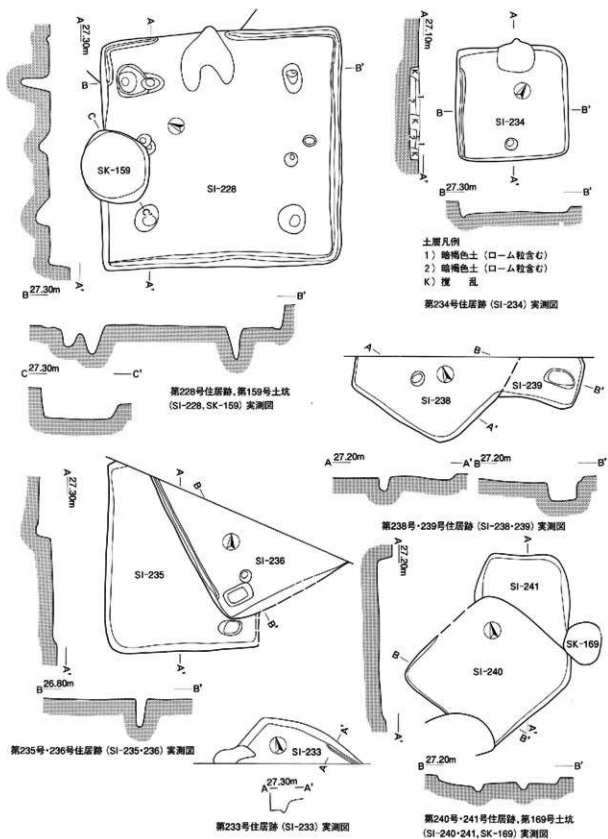 A
27.30m
A
B
B'
C
SK-159
SI-228
C'
A'
A'
B 27.30m
B'
C 27.30m
C'
第228号住居跡,第159号土坑
(SI-228, SK-159) 実測図
A
27.10m
A
K
1
2
K
1
2
K
A'
B
SI-234
B'
A'
B 27.30m
B'
土層凡例
1) 暗褐色土(ローム粒含む)
2) 暗褐色土(ローム粒含む)
K) 攪 乱
第234号住居跡 (SI-234) 実測図
A
B
SI-238
SI-239
B'
A'
A 27.20m
A'
B 27.20m
B'
第238号・239号住居跡 (SI-238・239) 実測図
A
27.30m
A
B
SI-235
SI-236
B'
A'
A'
B 26.80m
B'
第235号・236号住居跡 (SI-235・236) 実測図
SI-233
A'
A
A 27.30m A'
第233号住居跡 (SI-233) 実測図
A
27.20m
A
SI-241
SK-169
B
SI-240
A'
A'
B'
B 27.20m
B'
第240号・241号住居跡, 第169号土坑
(SI-240・241, SK-169) 実測図